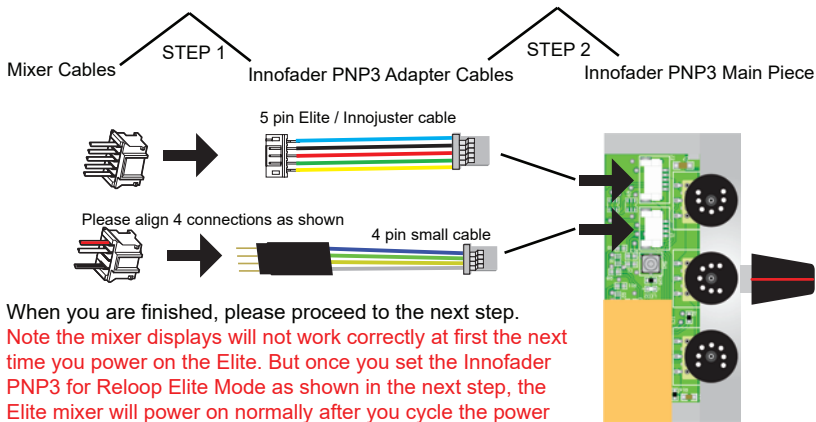 STEP 1
STEP 2
Mixer Cables
Innofader PNP3 Adapter Cables
Innofader PNP3 Main Piece
5 pin Elite / Innojuster cable
Please align 4 connections as shown
4 pin small cable
When you are finished, please proceed to the next step.
Note the mixer displays will not work correctly at first the next
time you power on the Elite. But once you set the Innofader
PNP3 for Reloop Elite Mode as shown in the next step, the
Elite mixer will power on normally after you cycle the power